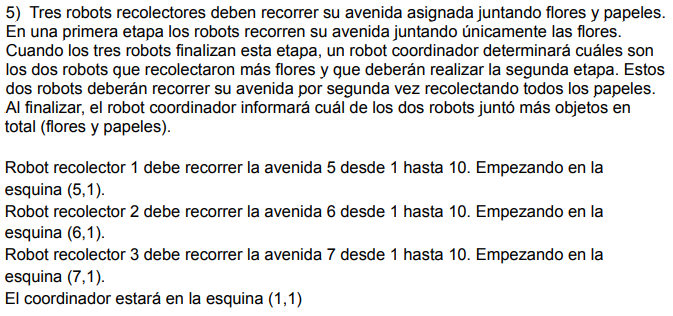 5) Tres robots recolectores deben recorrer su avenida asignada juntando flores y papeles.
En una primera etapa los robots recorren su avenida juntando únicamente las flores.
Cuando los tres robots finalizan esta etapa, un robot coordinador determinará cuáles son
los dos robots que recolectaron más flores y que deberán realizar la segunda etapa. Estos
dos robots deberán recorrer su avenida por segunda vez recolectando todos los papeles.
Al finalizar, el robot coordinador informará cuál de los dos robots juntó más objetos en
total (flores y papeles).
Robot recolector 1 debe recorrer la avenida 5 desde 1 hasta 10. Empezando en la
esquina (5,1).
Robot recolector 2 debe recorrer la avenida 6 desde 1 hasta 10. Empezando en la
esquina (6,1).
Robot recolector 3 debe recorrer la avenida 7 desde 1 hasta 10. Empezando en la
esquina (7,1).
El coordinador estará en la esquina (1,1)